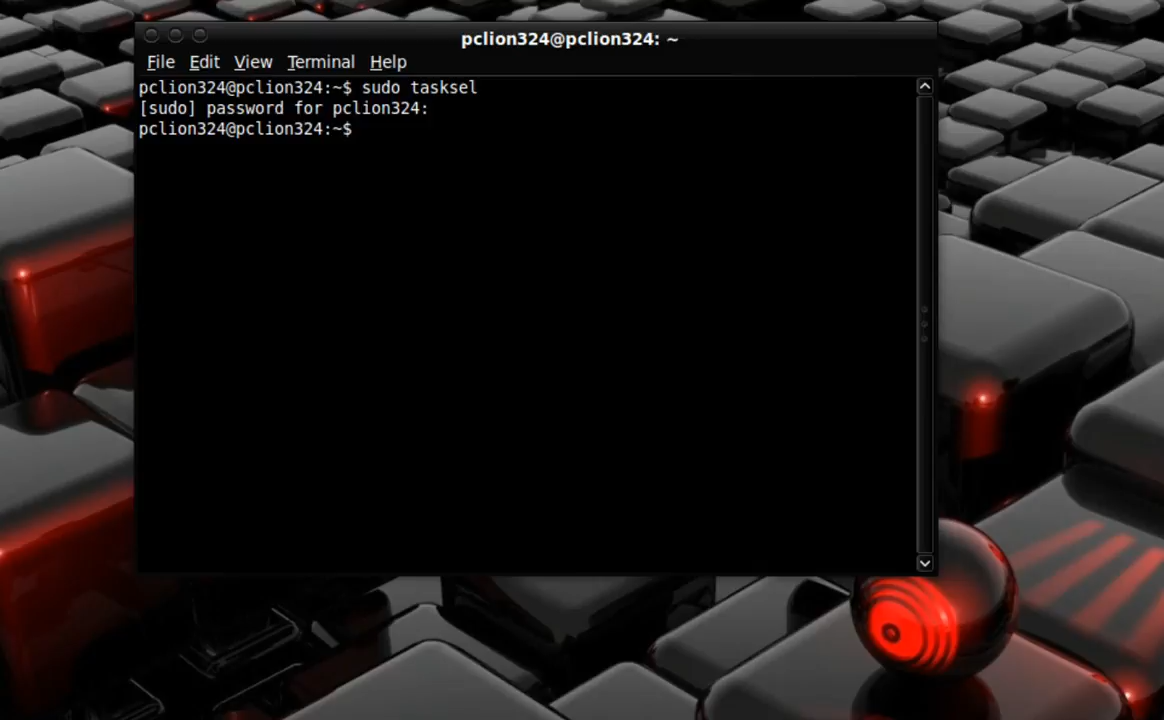 pclion324@pclion324: ~
File Edit View Terminal Help
pclion324@pclion324:~$ sudo tasksel
[sudo] password for pclion324:
pclion324@pclion324:~$